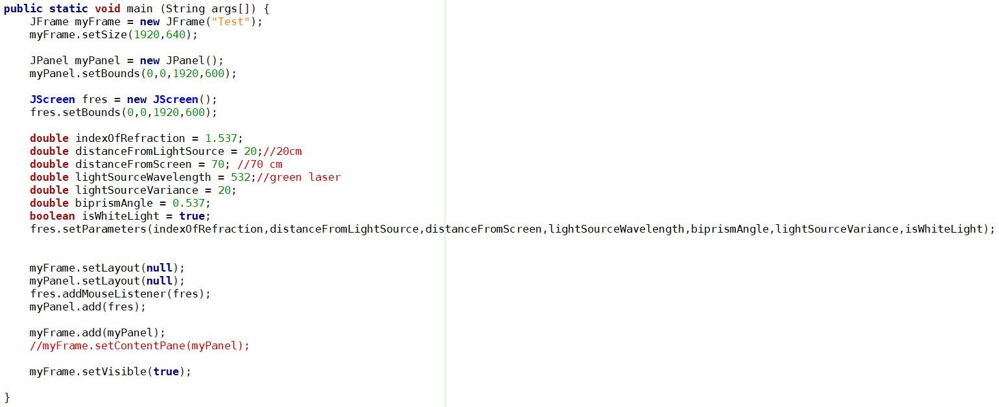 public static void main (String args[]) {
JFrame myFrame = new JFrame("Test");
myFrame.setSize(1920,640);
JPanel myPanel = new JPanel();
myPanel.setBounds(0,0,1920,600);
JScreen fres = new JScreen();
fres.setBounds(0,0,1920,600);
double indexOfRefraction = 1.537;
double distanceFromLightSource = 20;//20cm
double distanceFromScreen = 70; //70 cm
double lightSourceWavelength = 532;//green laser
double lightSourceVariance = 20;
double biprismAngle = 0.537;
boolean isWhiteLight = true;
fres.setParameters(indexOfRefraction,distanceFromLightSource,distanceFromScreen,lightSourceWavelength,biprismAngle,lightSourceVariance,isWhiteLight);
myFrame.setLayout(null);
myPanel.setLayout(null);
fres.addMouseListener(fres);
myPanel.add(fres);
myFrame.add(myPanel);
//myFrame.setContentPane(myPanel);
myFrame.setVisible(true);
}